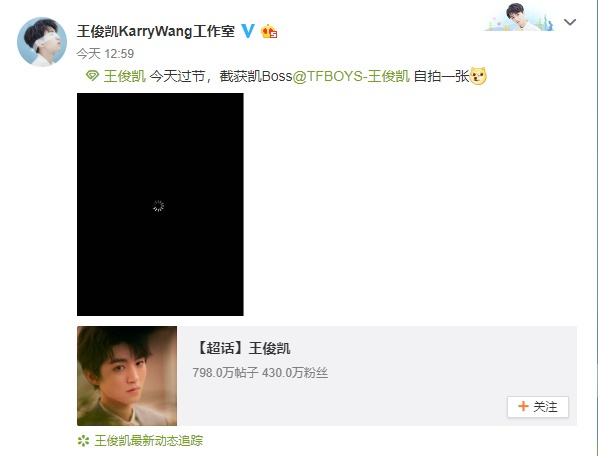 王俊凯KarryWang工作室
今天 12:59
王俊凯 今天过节，截获凯Boss@TFBOYS-王俊凯 自拍一张
【超话】王俊凯
798.0万帖子 430.0万粉丝
+ 关注
王俊凯最新动态追踪